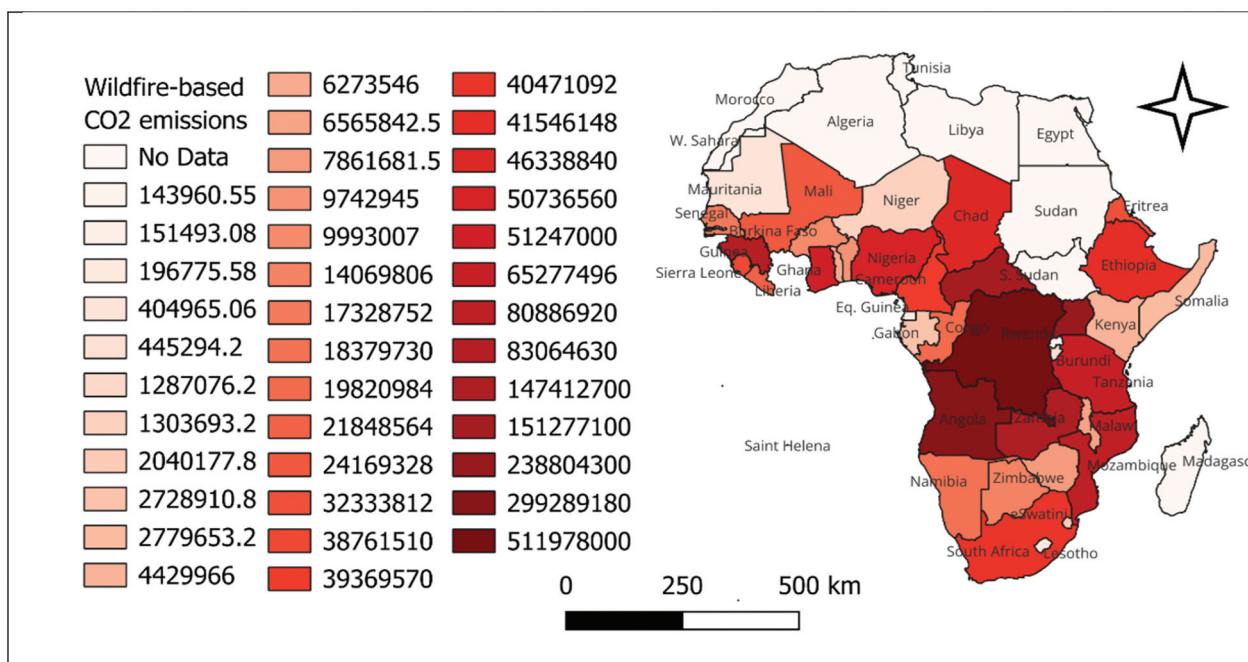 Wildfire-based
CO2 emissions
No Data
143960.55
151493.08
196775.58
404965.06
445294.2
1287076.2
1303693.2
2040177.8
2728910.8
2779653.2
4429966
6273546
6565842.5
7861681.5
9742945
9993007
14069806
17328752
18379730
19820984
21848564
24169328
32333812
38761510
39369570
40471092
41546148
46338840
50736560
51247000
65277496
80886920
83064630
147412700
151277100
238804300
299289180
511978000
Tunisia
Morocco
Algeria
Libya
Egypt
W. Sahara
Mauritania
Mali
Niger
Chad
Sudan
Eritrea
Senegal
Burkina Faso
Guinea
Nigeria
Ethiopia
Sierra Leone
Ghana
Cameroon
S. Sudan
Liberia
Somalia
Eq. Guinea
Gabon
Congo
Rwanda
Kenya
Burundi
Tanzania
Angola
Zambia
Malawi
Saint Helena
Mozambique
Madagasc
Namibia
Zimbabwe
eSwatini
South Africa
Lesotho
0 250 500 km